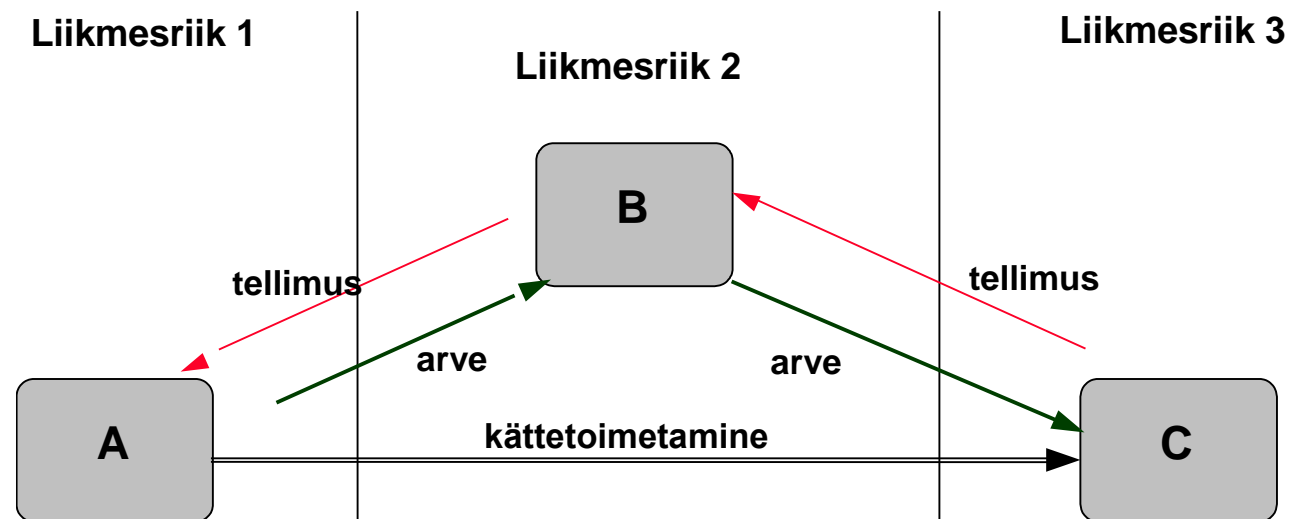 Liikmesriik 1
Liikmesriik 2
Liikmesriik 3
B
tellimus
tellimus
arve
arve
A
kättetoimetamine
C